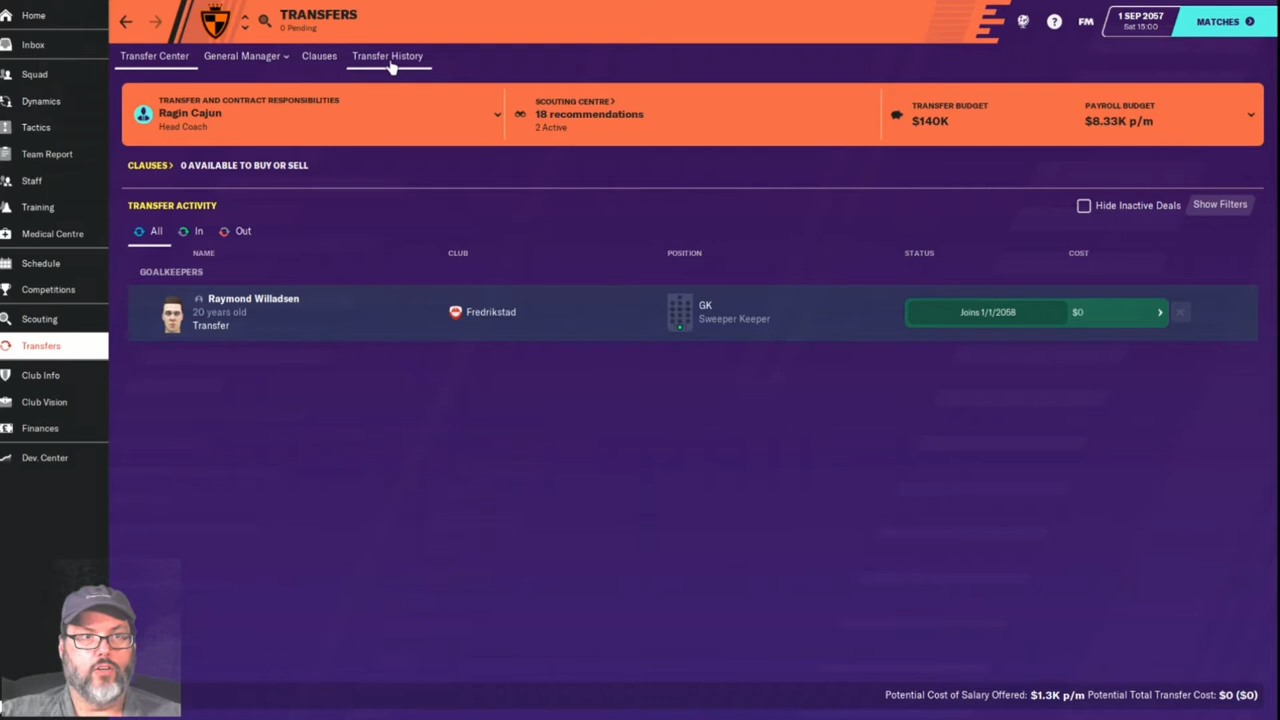 Home
Inbox
Squad
Dynamics
Tactics
Team Report
Staff
Training
Medical Centre
Schedule
Competitions
Scouting
Transfers
Club Info
Club Vision
Finances
Dev. Center
TRANSFERS
0 Pending
?
FM
1 SEP 2057
Sat 15:00
MATCHES
Transfer Center
General Manager
Clauses
Transfer History
TRANSFER AND CONTRACT RESPONSIBILITIES
Ragin Cajun
Head Coach
SCOUTING CENTRE >
18 recommendations
2 Active
TRANSFER BUDGET
$140K
PAYROLL BUDGET
$8.33K p/m
CLAUSES > 0 AVAILABLE TO BUY OR SELL
TRANSFER ACTIVITY
Hide Inactive Deals
Show Filters
All In Out
NAME CLUB POSITION STATUS COST
GOALKEEPERS
Raymond Willadsen
20 years old
Transfer
Fredrikstad
GK
Sweeper Keeper
Joins 1/1/2058
$0
Potential Cost of Salary Offered: $1.3K p/m Potential Total Transfer Cost: $0 ($0)